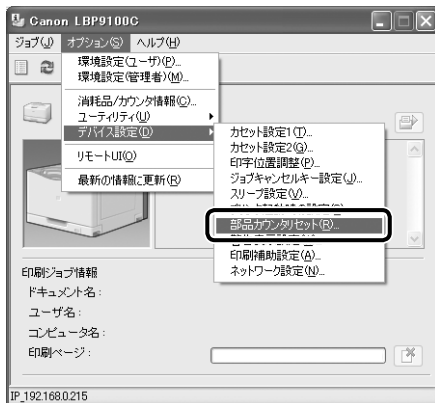 Canon LBP9100C
ジョブ(J) オプション(S) ヘルプ(H)
環境設定(ユーザ)(P)...
環境設定(管理者)(M)...
消耗品/カウンタ情報(C)...
ユーティリティ(U)
デバイス設定(D)
リモートUI(O)
最新の情報に更新(R)
カセット設定1(T)...
カセット設定2(G)...
印字位置調整(P)...
ジョブキャンセルキー設定(J)...
スリープ設定(V)...
部品カウンタリセット(R)...
印刷補助設定(A)...
ネットワーク設定(N)...
印刷ジョブ情報
ドキュメント名:
ユーザ名:
コンピュータ名:
印刷ページ:
IP_192.168.0.215